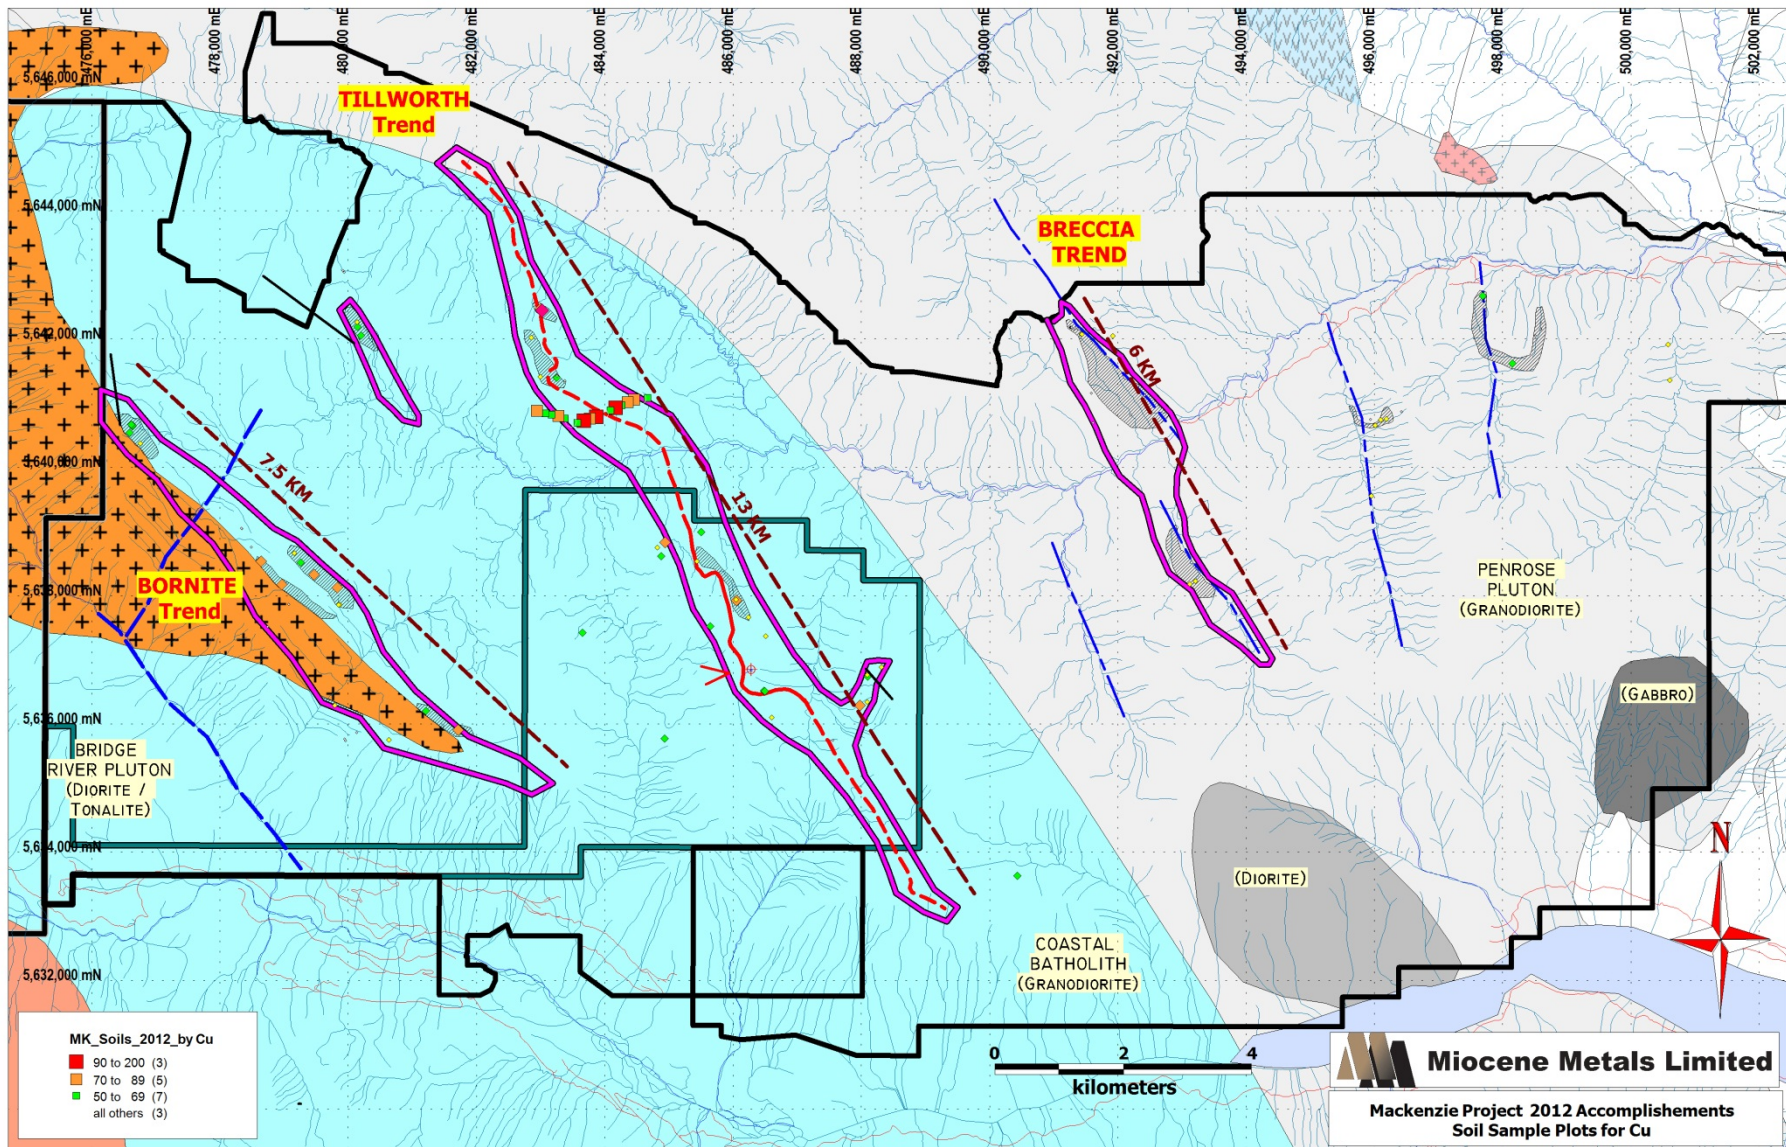 476,000 mE
478,000 mE
480,000 mE
482,000 mE
484,000 mE
486,000 mE
488,000 mE
490,000 mE
492,000 mE
494,000 mE
496,000 mE
498,000 mE
500,000 mE
502,000 mE
5,646,000 mN
5,644,000 mN
5,642,000 mN
5,640,000 mN
5,638,000 mN
5,636,000 mN
5,634,000 mN
5,632,000 mN
TILLWORTH
Trend
BRECCIA
TREND
6 KM
7.5 KM
13 KM
BORNITE
Trend
PENROSE
PLUTON
(GRANODIORITE)
(GABBRO)
BRIDGE
RIVER PLUTON
(DIORITE /
TONALITE)
(DIORITE)
COASTAL
BATHOLITH
(GRANODIORITE)
N
MK_Soils_2012_by Cu
90 to 200 (3)
70 to 89 (5)
50 to 69 (7)
all others (3)
0 2 4
kilometers
Miocene Metals Limited
Mackenzie Project 2012 Accomplishements
Soil Sample Plots for Cu